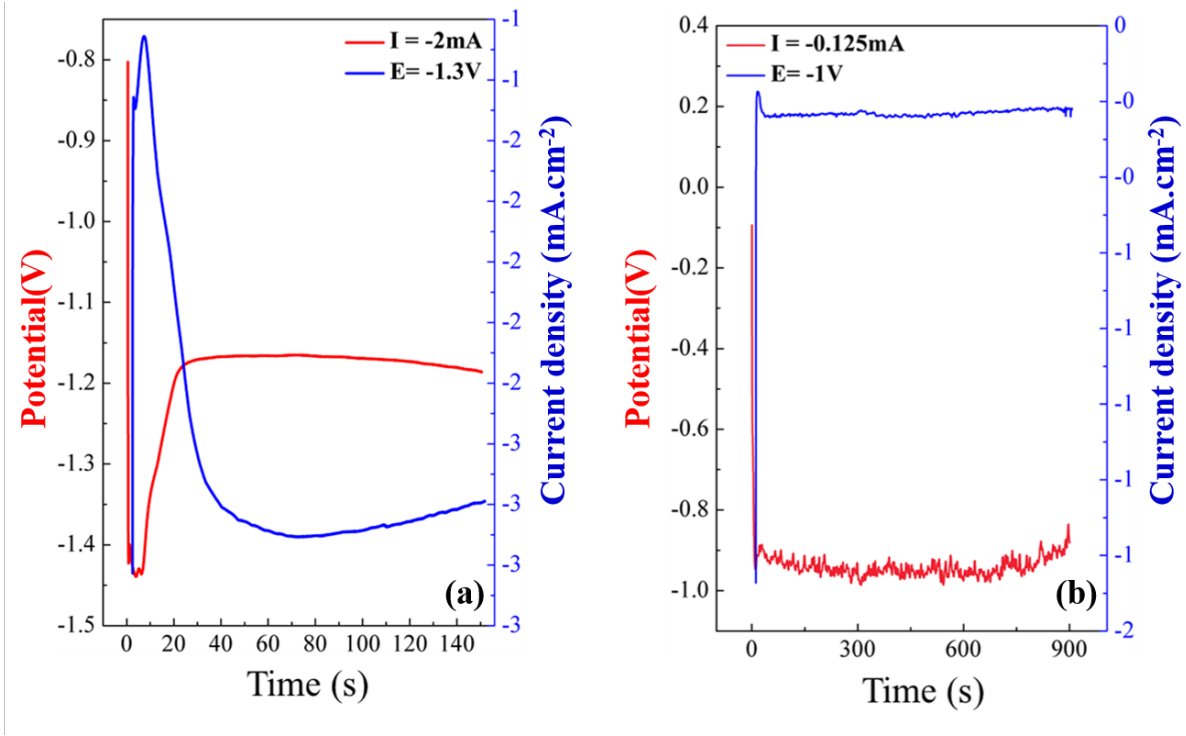 I = -2mA
E= -1.3V
-0.8
-0.9
-1.0
-1.1
-1.2
-1.3
-1.4
-1.5
Potential(V)
0 20 40 60 80 100 120 140
Time (s)
-1
-1
-2
-2
-2
-2
-2
-3
-3
-3
-3
Current density (mA.cm-2)
(a)
I = -0.125mA
E= -1V
0.4
0.2
0.0
-0.2
-0.4
-0.6
-0.8
-1.0
Potential(V)
0 300 600 900
Time (s)
0
-0
-0
-1
-1
-1
-1
-1
-2
Current density (mA.cm-2)
(b)